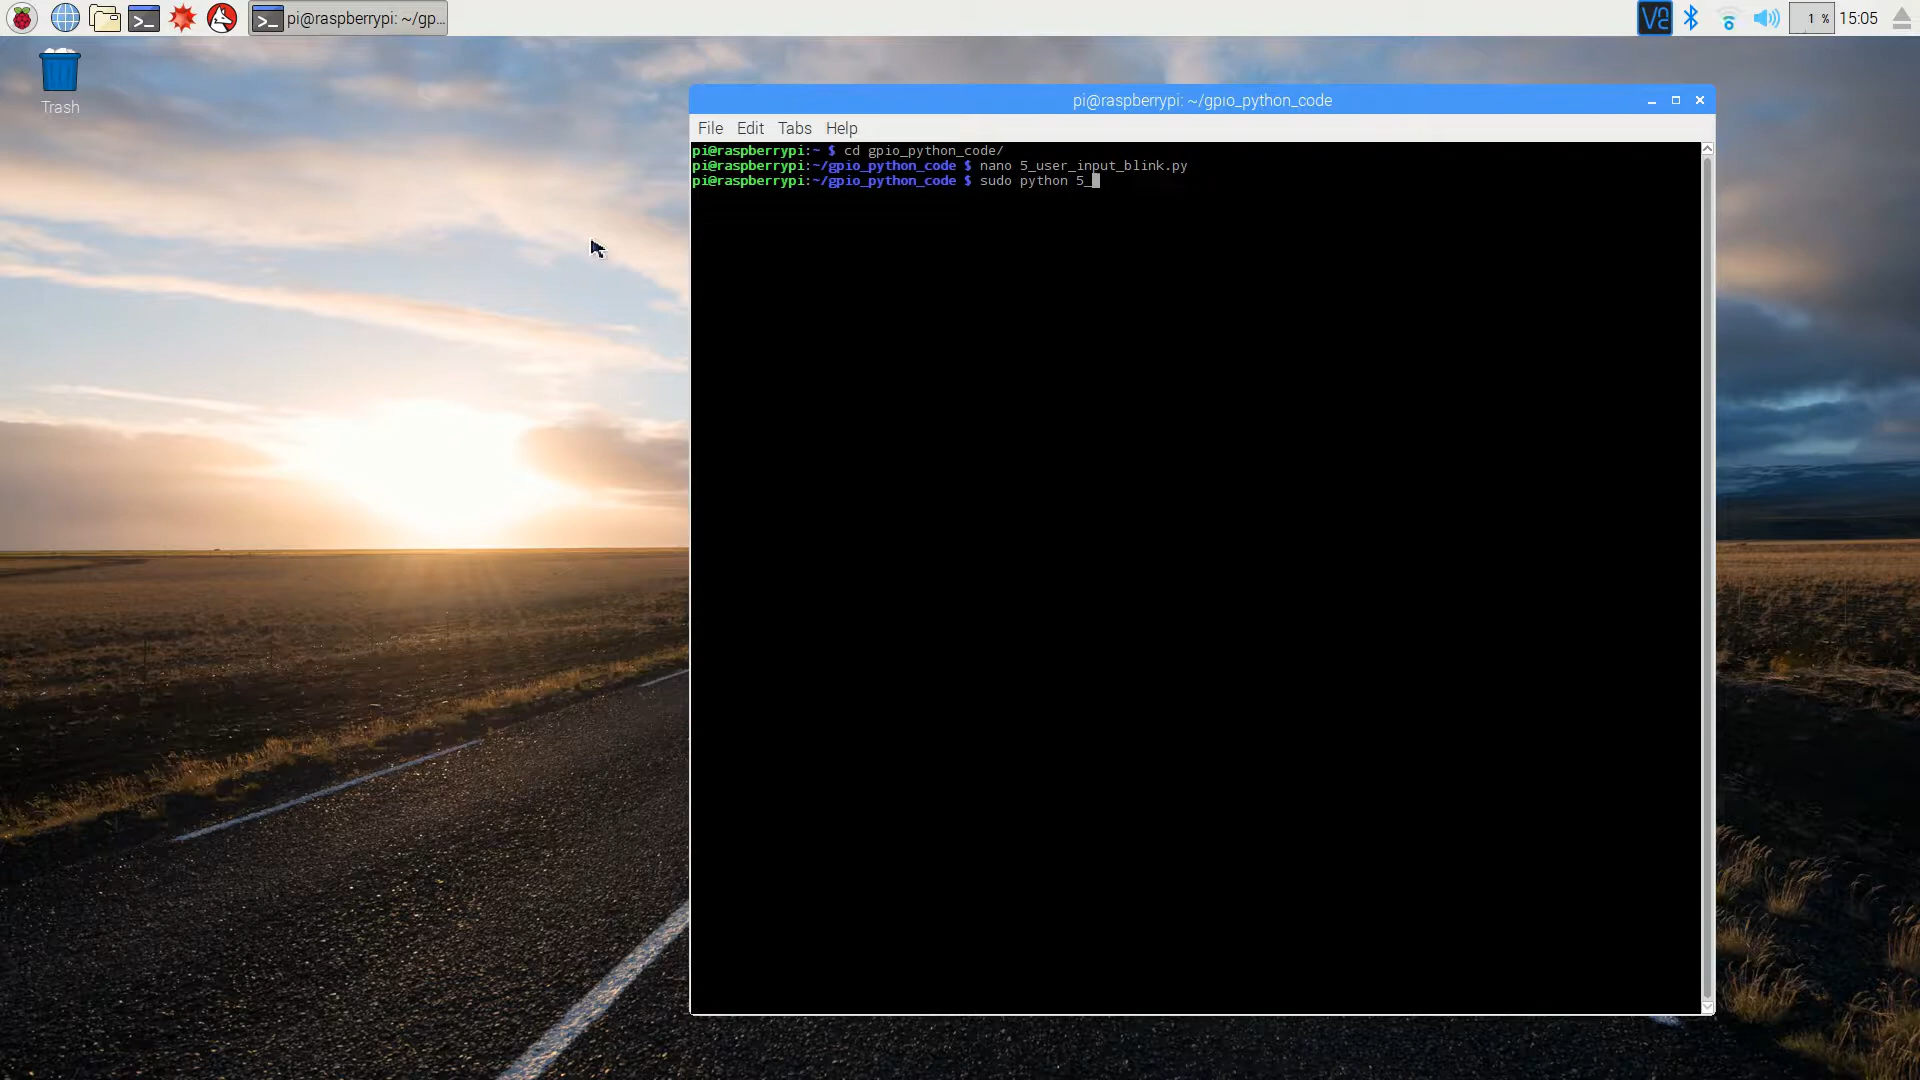 pi@raspberrypi: ~/gp...
1 %
15:05
Trash
pi@raspberrypi: ~/gpio_python_code
File Edit Tabs Help
pi@raspberrypi:~ $ cd gpio_python_code/
pi@raspberrypi:~/gpio_python_code $ nano 5_user_input_blink.py
pi@raspberrypi:~/gpio_python_code $ sudo python 5_